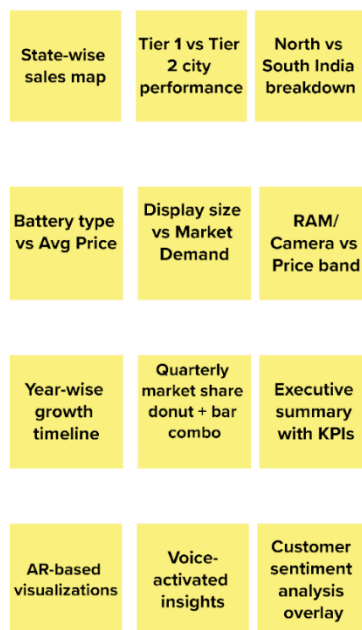 State-wise
sales map
Tier 1 vs Tier
2 city
performance
North vs
South India
breakdown
Battery type
vs Avg Price
Display size
vs Market
Demand
RAM/
Camera vs
Price band
Year-wise
growth
timeline
Quarterly
market share
donut + bar
combo
Executive
summary
with KPIs
AR-based
visualizations
Voice-
activated
insights
Customer
sentiment
analysis
overlay